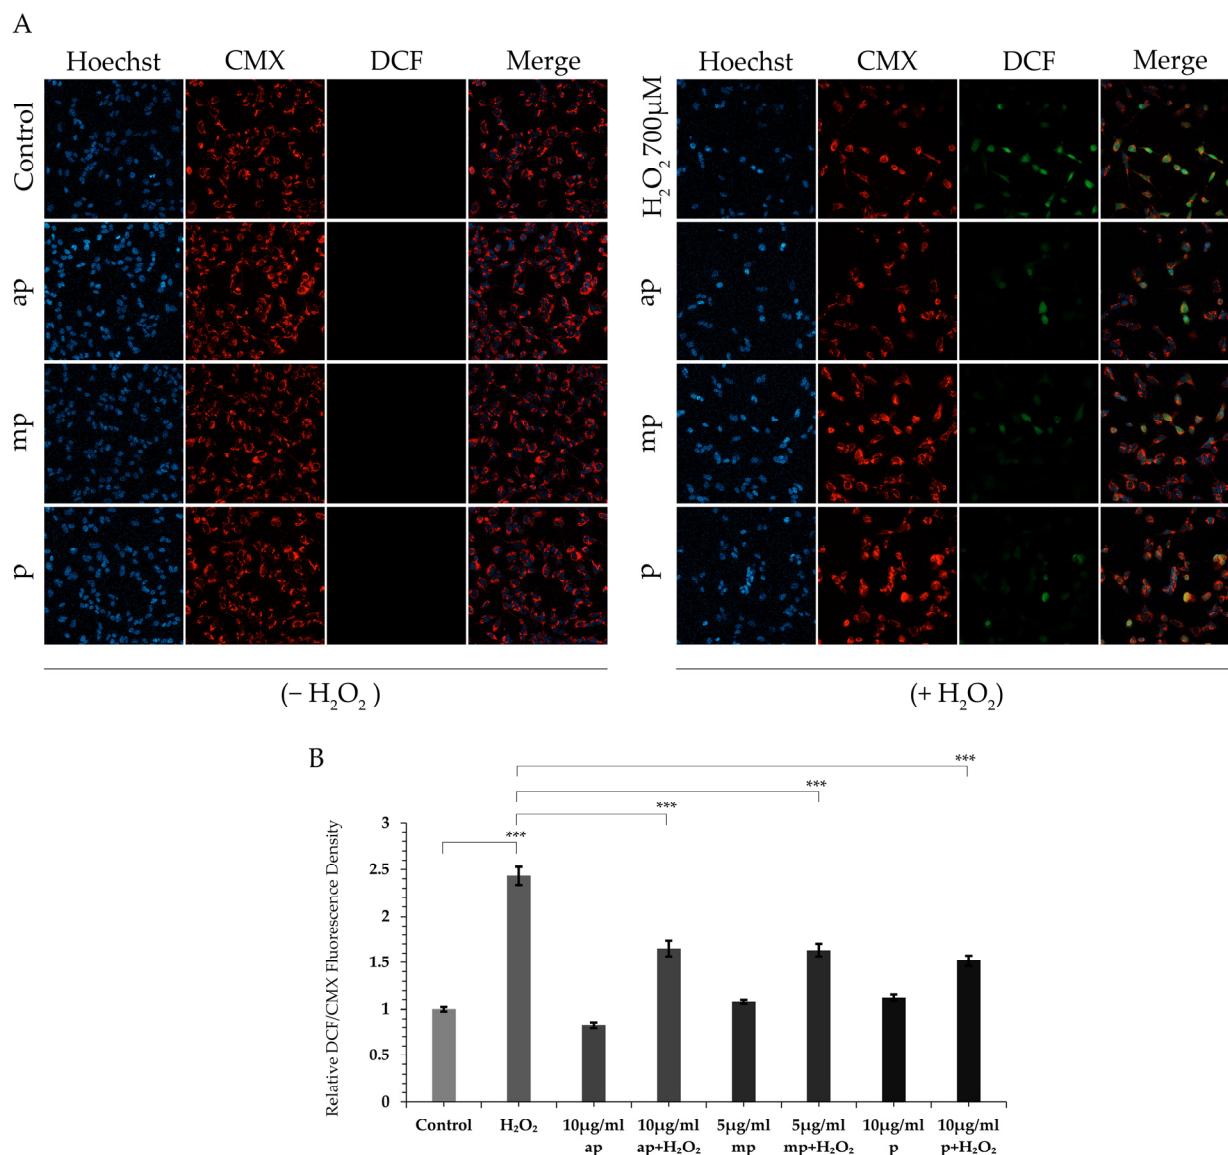 A
Hoechst CMX DCF Merge
Control
ap
mp
p
(− H₂O₂ )
Hoechst CMX DCF Merge
H₂O₂ 700μM
ap
mp
p
(+ H₂O₂)
B
***
***
***
***
Relative DCF/CMX Fluorescence Density
3
2.5
2
1.5
1
0.5
0
Control
H₂O₂
10μg/ml
ap
10μg/ml
ap+H₂O₂
5μg/ml
mp
5μg/ml
mp+H₂O₂
10μg/ml
p
10μg/ml
p+H₂O₂